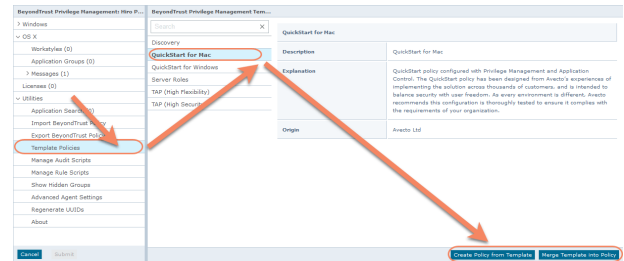 BeyondTrust Privilege Management: Hiro P...
Windows
OS X
Workstyles (0)
Application Groups (0)
Messages (1)
Licenses (0)
Utilities
Application Search (0)
Import BeyondTrust Policy
Export BeyondTrust Policy
Template Policies
Manage Audit Scripts
Manage Rule Scripts
Show Hidden Groups
Advanced Agent Settings
Regenerate UUIDs
About
Cancel
Submit
BeyondTrust Privilege Management Tem...
Search
Discovery
QuickStart for Mac
QuickStart for Windows
Server Roles
TAP (High Flexibility)
TAP (High Security)
QuickStart for Mac
Description
QuickStart for Mac
Explanation
QuickStart policy configured with Privilege Management and Application
Control. The QuickStart policy has been designed from Avecto's experiences of
implementing the solution across thousands of customers; and is intended to
balance security with user freedom. As every environment is different, Avecto
recommends this configuration is thoroughly tested to ensure it complies with
the requirements of your organization.
Origin
Avecto Ltd
Create Policy from Template
Merge Template into Policy